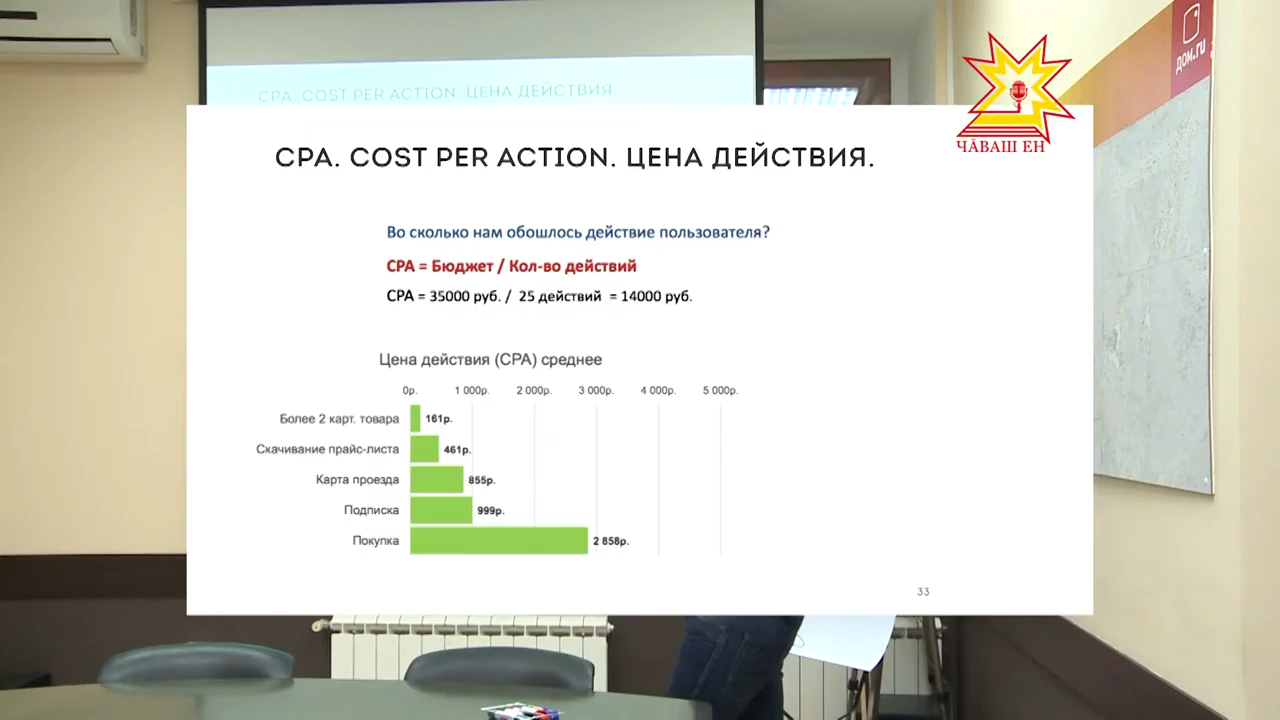 CPA. COST PER ACTION. ЦЕНА ДЕЙСТВИЯ.
дом.ru
ЧӐВАШ ЕН
CPA. COST PER ACTION. ЦЕНА ДЕЙСТВИЯ.
Во сколько нам обошлось действие пользователя?
CPA = Бюджет / Кол-во действий
CPA = 35000 руб. / 25 действий = 14000 руб.
Цена действия (CPA) среднее
0р. 1 000р. 2 000р. 3 000р. 4 000р. 5 000р.
Более 2 карт. товара 161р.
Скачивание прайс-листа 461р.
Карта проезда 855р.
Подписка 999р.
Покупка 2 858р.
33